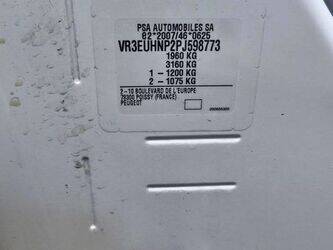 PSA AUTOMOBILES SA
e2*2007/46*0625
VR3EUHNP2PJ598773
1960 KG
3160 KG
1 - 1200 KG
2 - 1075 KG
2 - 10 BOULEVARD DE L'EUROPE
78300 POISSY (FRANCE)
PEUGEOT